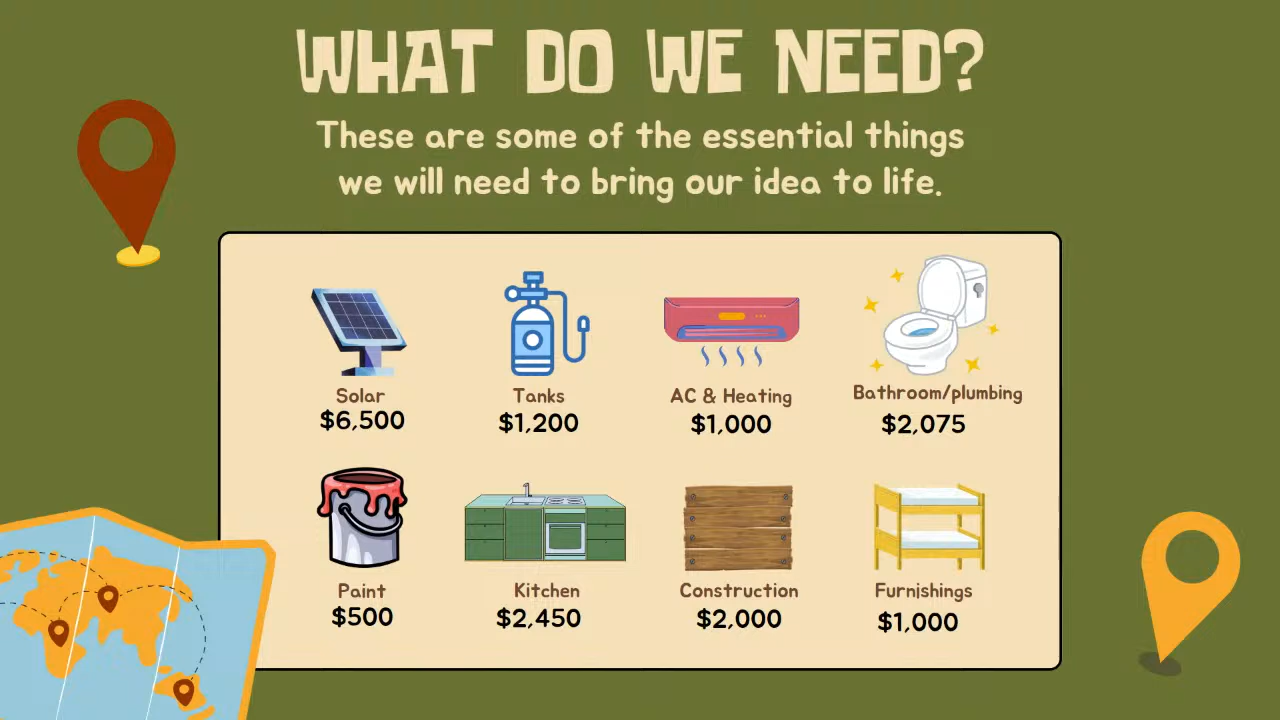 WHAT DO WE NEED?
These are some of the essential things
we will need to bring our idea to life.
Solar
$6,500
Tanks
$1,200
AC & Heating
$1,000
Bathroom/plumbing
$2,075
Paint
$500
Kitchen
$2,450
Construction
$2,000
Furnishings
$1,000